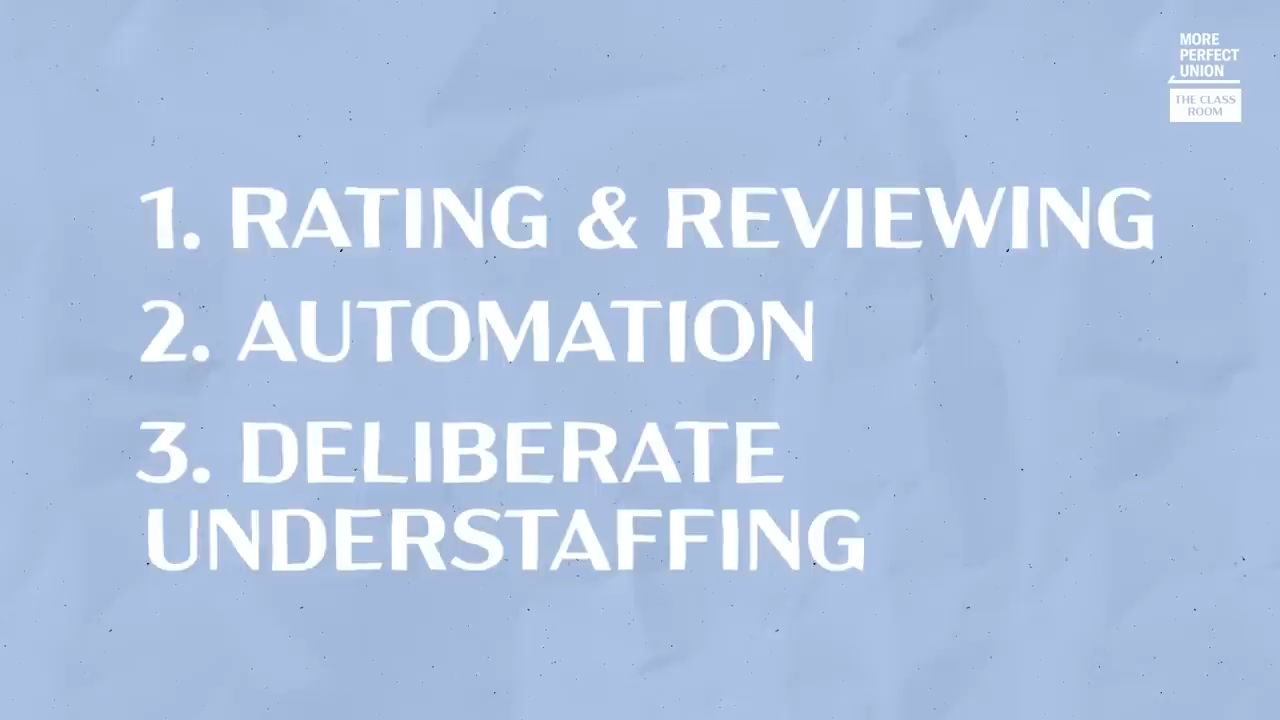 MORE
PERFECT
UNION
THE CLASS
ROOM
1. RATING & REVIEWING
2. AUTOMATION
3. DELIBERATE
UNDERSTAFFING